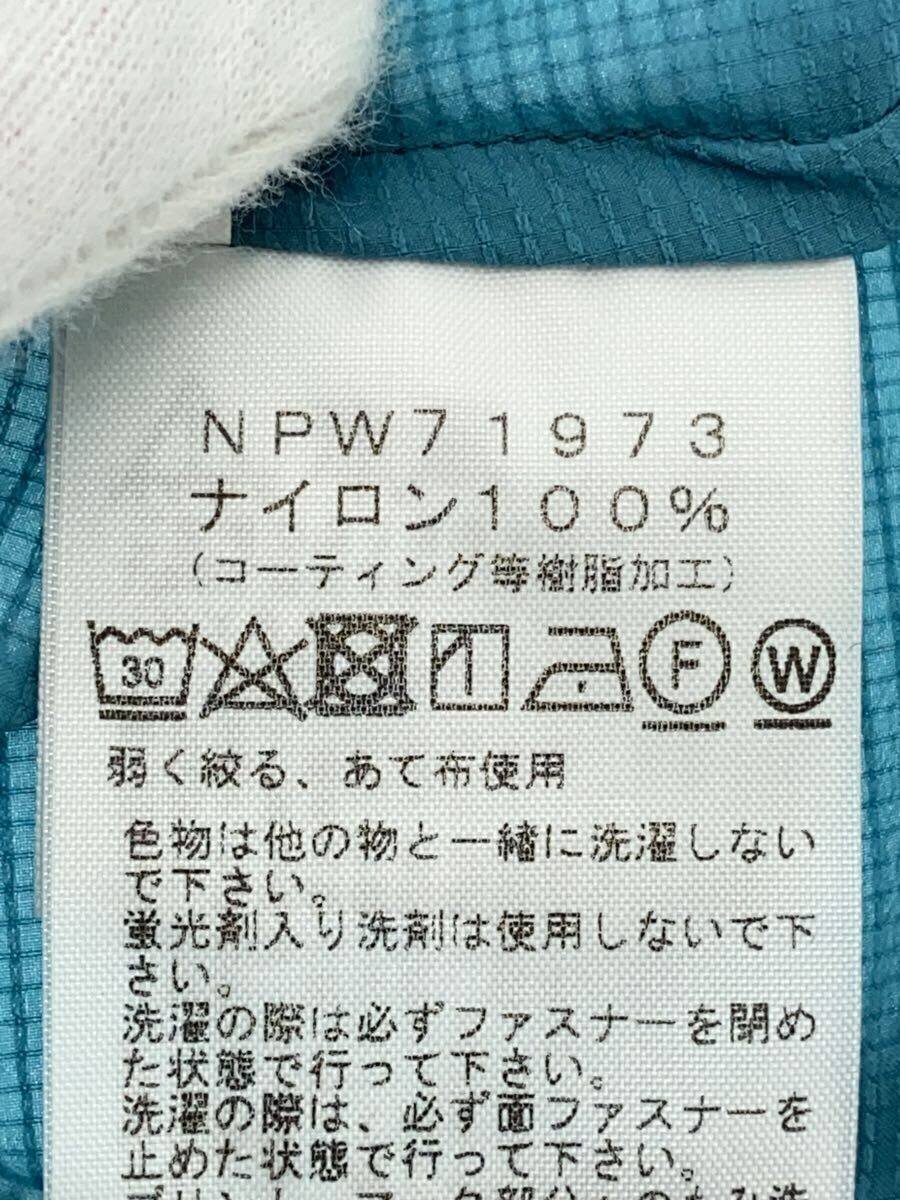 NPW71973
ナイロン100%
(コーティング等樹脂加工)
30 F W
弱く絞る、あて布使用
色物は他の物と一緒に洗濯しない
で下さい。
蛍光剤入り洗剤は使用しないで下
さい。
洗濯の際は必ずファスナーを閉め
た状態で行って下さい。
洗濯の際は、必ず面ファスナーを
止めた状態で行って下さい。